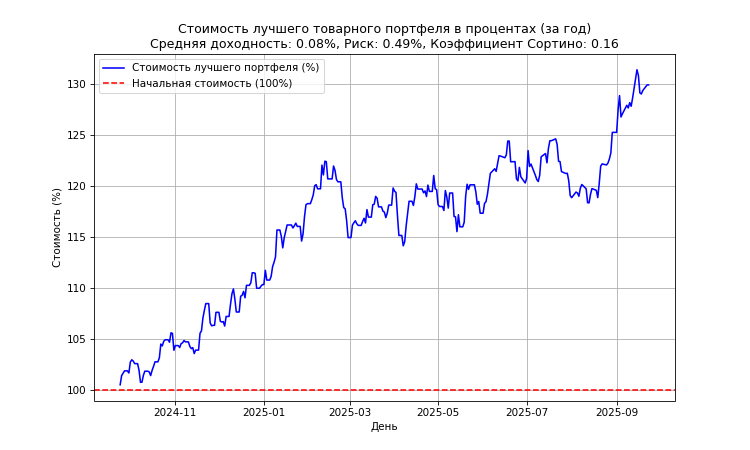 Стоимость лучшего товарного портфеля в процентах (за год)
Средняя доходность: 0.08%, Риск: 0.49%, Коэффициент Сортино: 0.16
Стоимость лучшего портфеля (%)
Начальная стоимость (100%)
Стоимость (%)
130
125
120
115
110
105
100
2024-11
2025-01
2025-03
2025-05
2025-07
2025-09
День